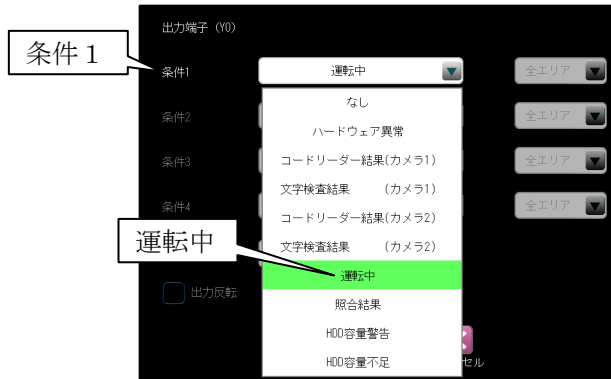 出力端子 (Y0)
条件1
条件1 運転中 全エリア
なし
条件2 全エリア
ハードウェア異常
コードリーダー結果(カメラ1)
条件3 全エリア
文字検査結果 (カメラ1)
条件4 全エリア
コードリーダー結果(カメラ2)
運転中
文字検査結果 (カメラ2)
運転中
出力反転
照合結果
HDD容量警告
HDD容量不足
セル